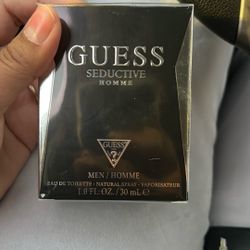 GUESS
SEDUCTIVE
HOMME
GUESS
?
MEN / HOMME
EAU DE TOILETTE • NATURAL SPRAY • VAPORISATEUR
1.0 FL. OZ. / 30 mL e